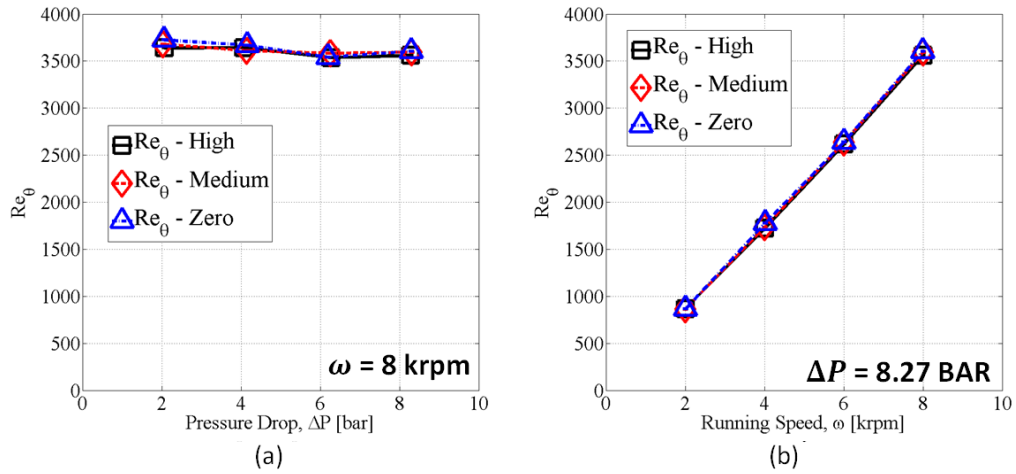 4000
3500
3000
2500
2000
1500
1000
500
0
Re_θ
Re_θ - High
Re_θ - Medium
Re_θ - Zero
ω = 8 krpm
0 2 4 6 8 10
Pressure Drop, ΔP [bar]
(a)
4000
3500
3000
2500
2000
1500
1000
500
0
Re_θ
Re_θ - High
Re_θ - Medium
Re_θ - Zero
ΔP = 8.27 BAR
0 2 4 6 8 10
Running Speed, ω [krpm]
(b)